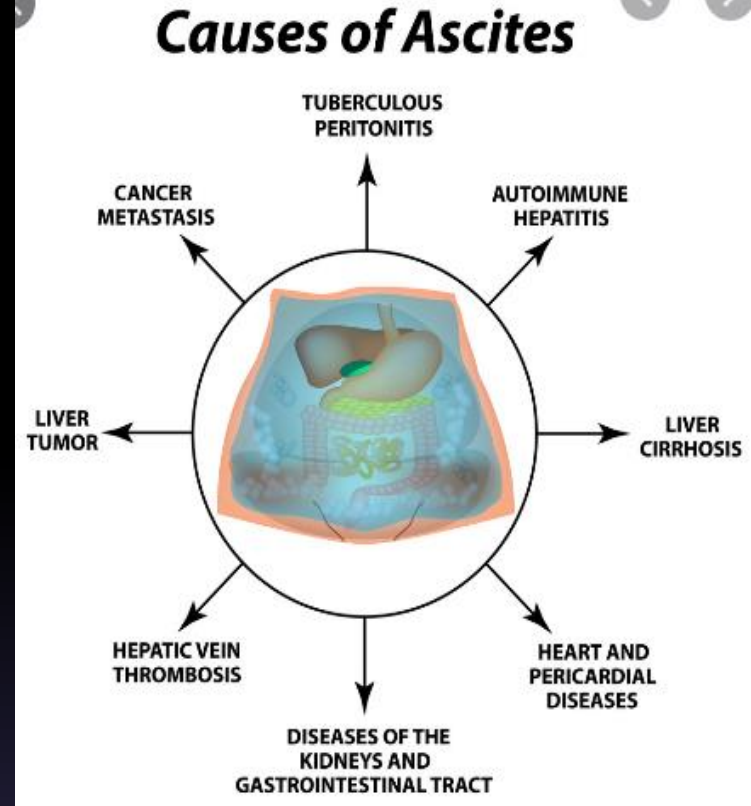 Causes of Ascites
TUBERCULOUS
PERITONITIS
CANCER
METASTASIS
AUTOIMMUNE
HEPATITIS
LIVER
TUMOR
LIVER
CIRRHOSIS
HEPATIC VEIN
THROMBOSIS
HEART AND
PERICARDIAL
DISEASES
DISEASES OF THE
KIDNEYS AND
GASTROINTESTINAL TRACT